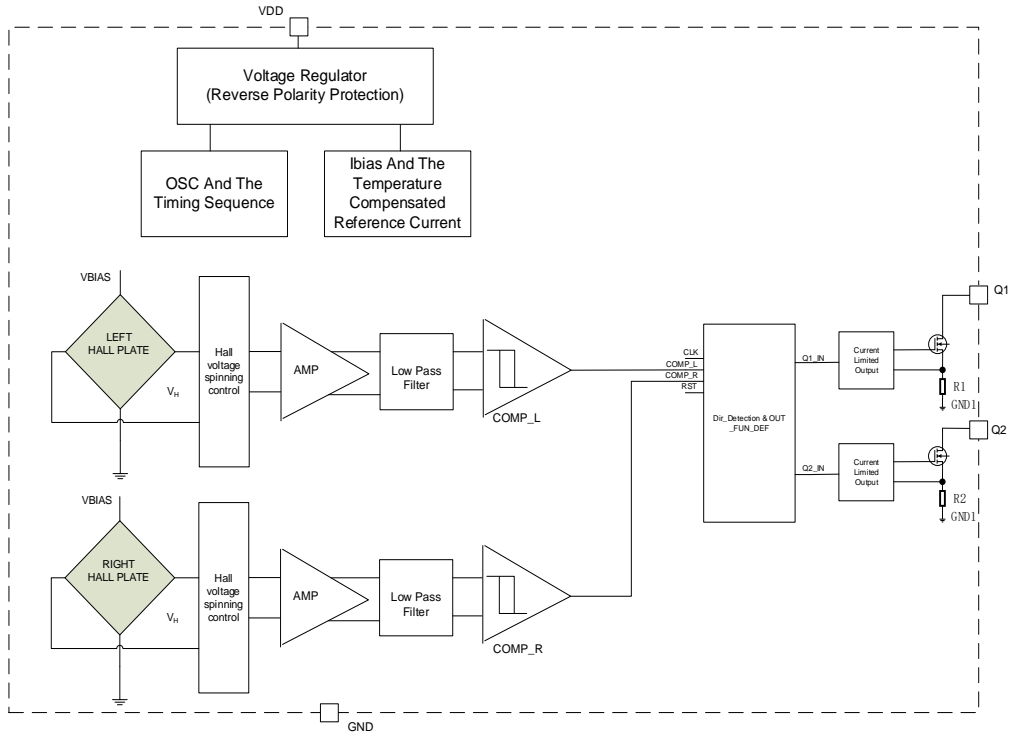 VDD
Voltage Regulator
(Reverse Polarity Protection)
OSC And The
Timing Sequence
Ibias And The
Temperature
Compensated
Reference Current
VBIAS
LEFT
HALL PLATE
VH
Hall
voltage
spinning
control
AMP
Low Pass
Filter
COMP_L
CLK
COMP_L
COMP_R
RST
Dir_Detection & OUT
_FUN_DEF
Q1_IN
Current
Limited
Output
Q1
R1
GND1
Q2_IN
Current
Limited
Output
Q2
R2
GND1
VBIAS
RIGHT
HALL PLATE
VH
Hall
voltage
spinning
control
AMP
Low Pass
Filter
COMP_R
GND